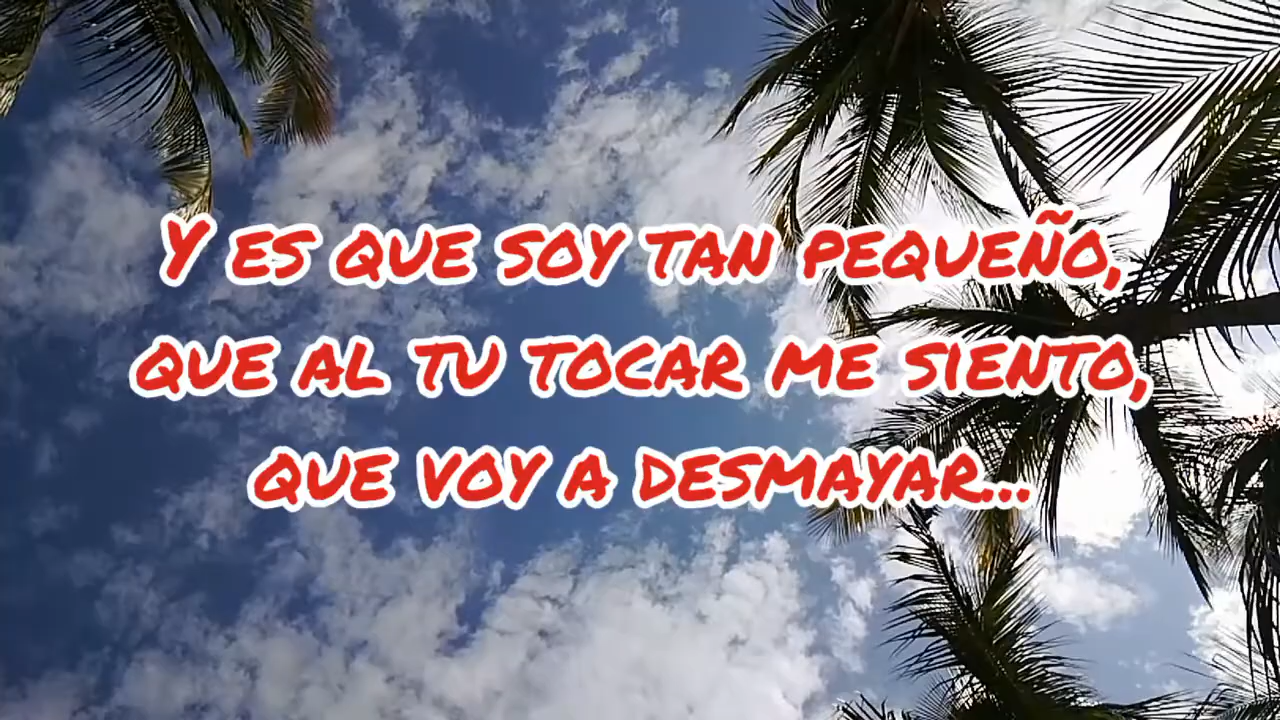 Y es que soy tan pequeño,
que al tu tocar me siento,
que voy a desmayar...